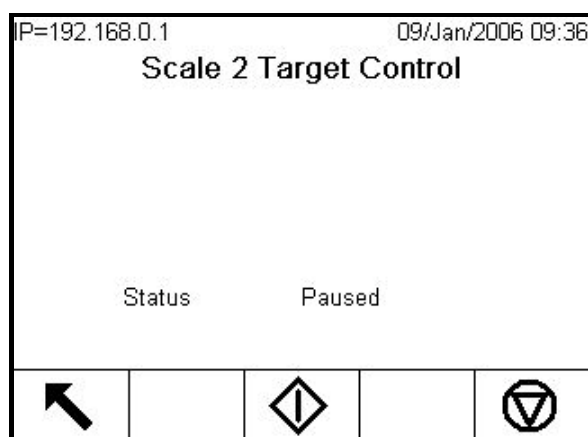 IP=192.168.0.1 09/Jan/2006 09:36
Scale 2 Target Control
Status Paused